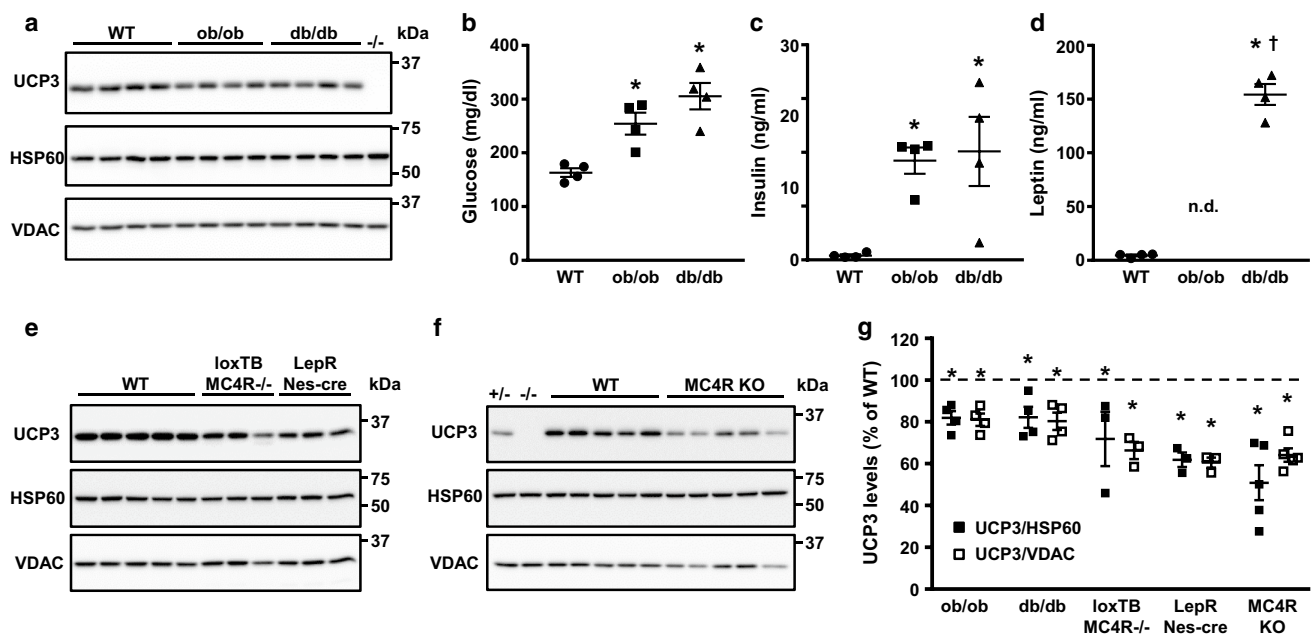 a
WT ob/ob db/db -/- kDa
UCP3
37
HSP60
75
50
VDAC
37
b
Glucose (mg/dl)
400
300
200
100
0
*
*
WT ob/ob db/db
c
Insulin (ng/ml)
30
20
10
0
*
*
WT ob/ob db/db
d
Leptin (ng/ml)
200
150
100
50
0
* †
n.d.
WT ob/ob db/db
e
WT loxTB MC4R-/- LepR Nes-cre kDa
UCP3
37
HSP60
75
50
VDAC
37
f
+/- -/- WT MC4R KO kDa
UCP3
37
HSP60
75
50
VDAC
37
g
UCP3 levels (% of WT)
120
100
80
60
40
20
0
* * * * * * * * * *
UCP3/HSP60
UCP3/VDAC
ob/ob db/db loxTB LepR MC4R
MC4R-/- Nes-cre KO